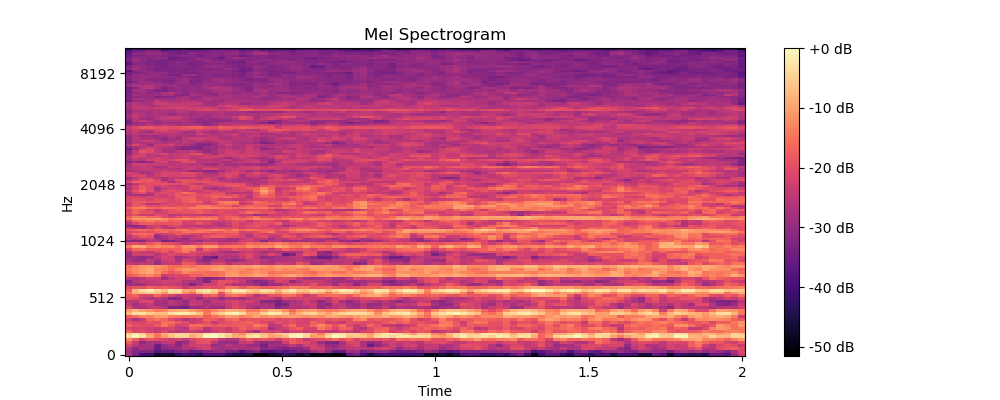 Mel Spectrogram
+0 dB
8192
-10 dB
4096
-20 dB
2048
Hz
-30 dB
1024
-40 dB
512
-50 dB
0
0 0.5 1 1.5 2
Time